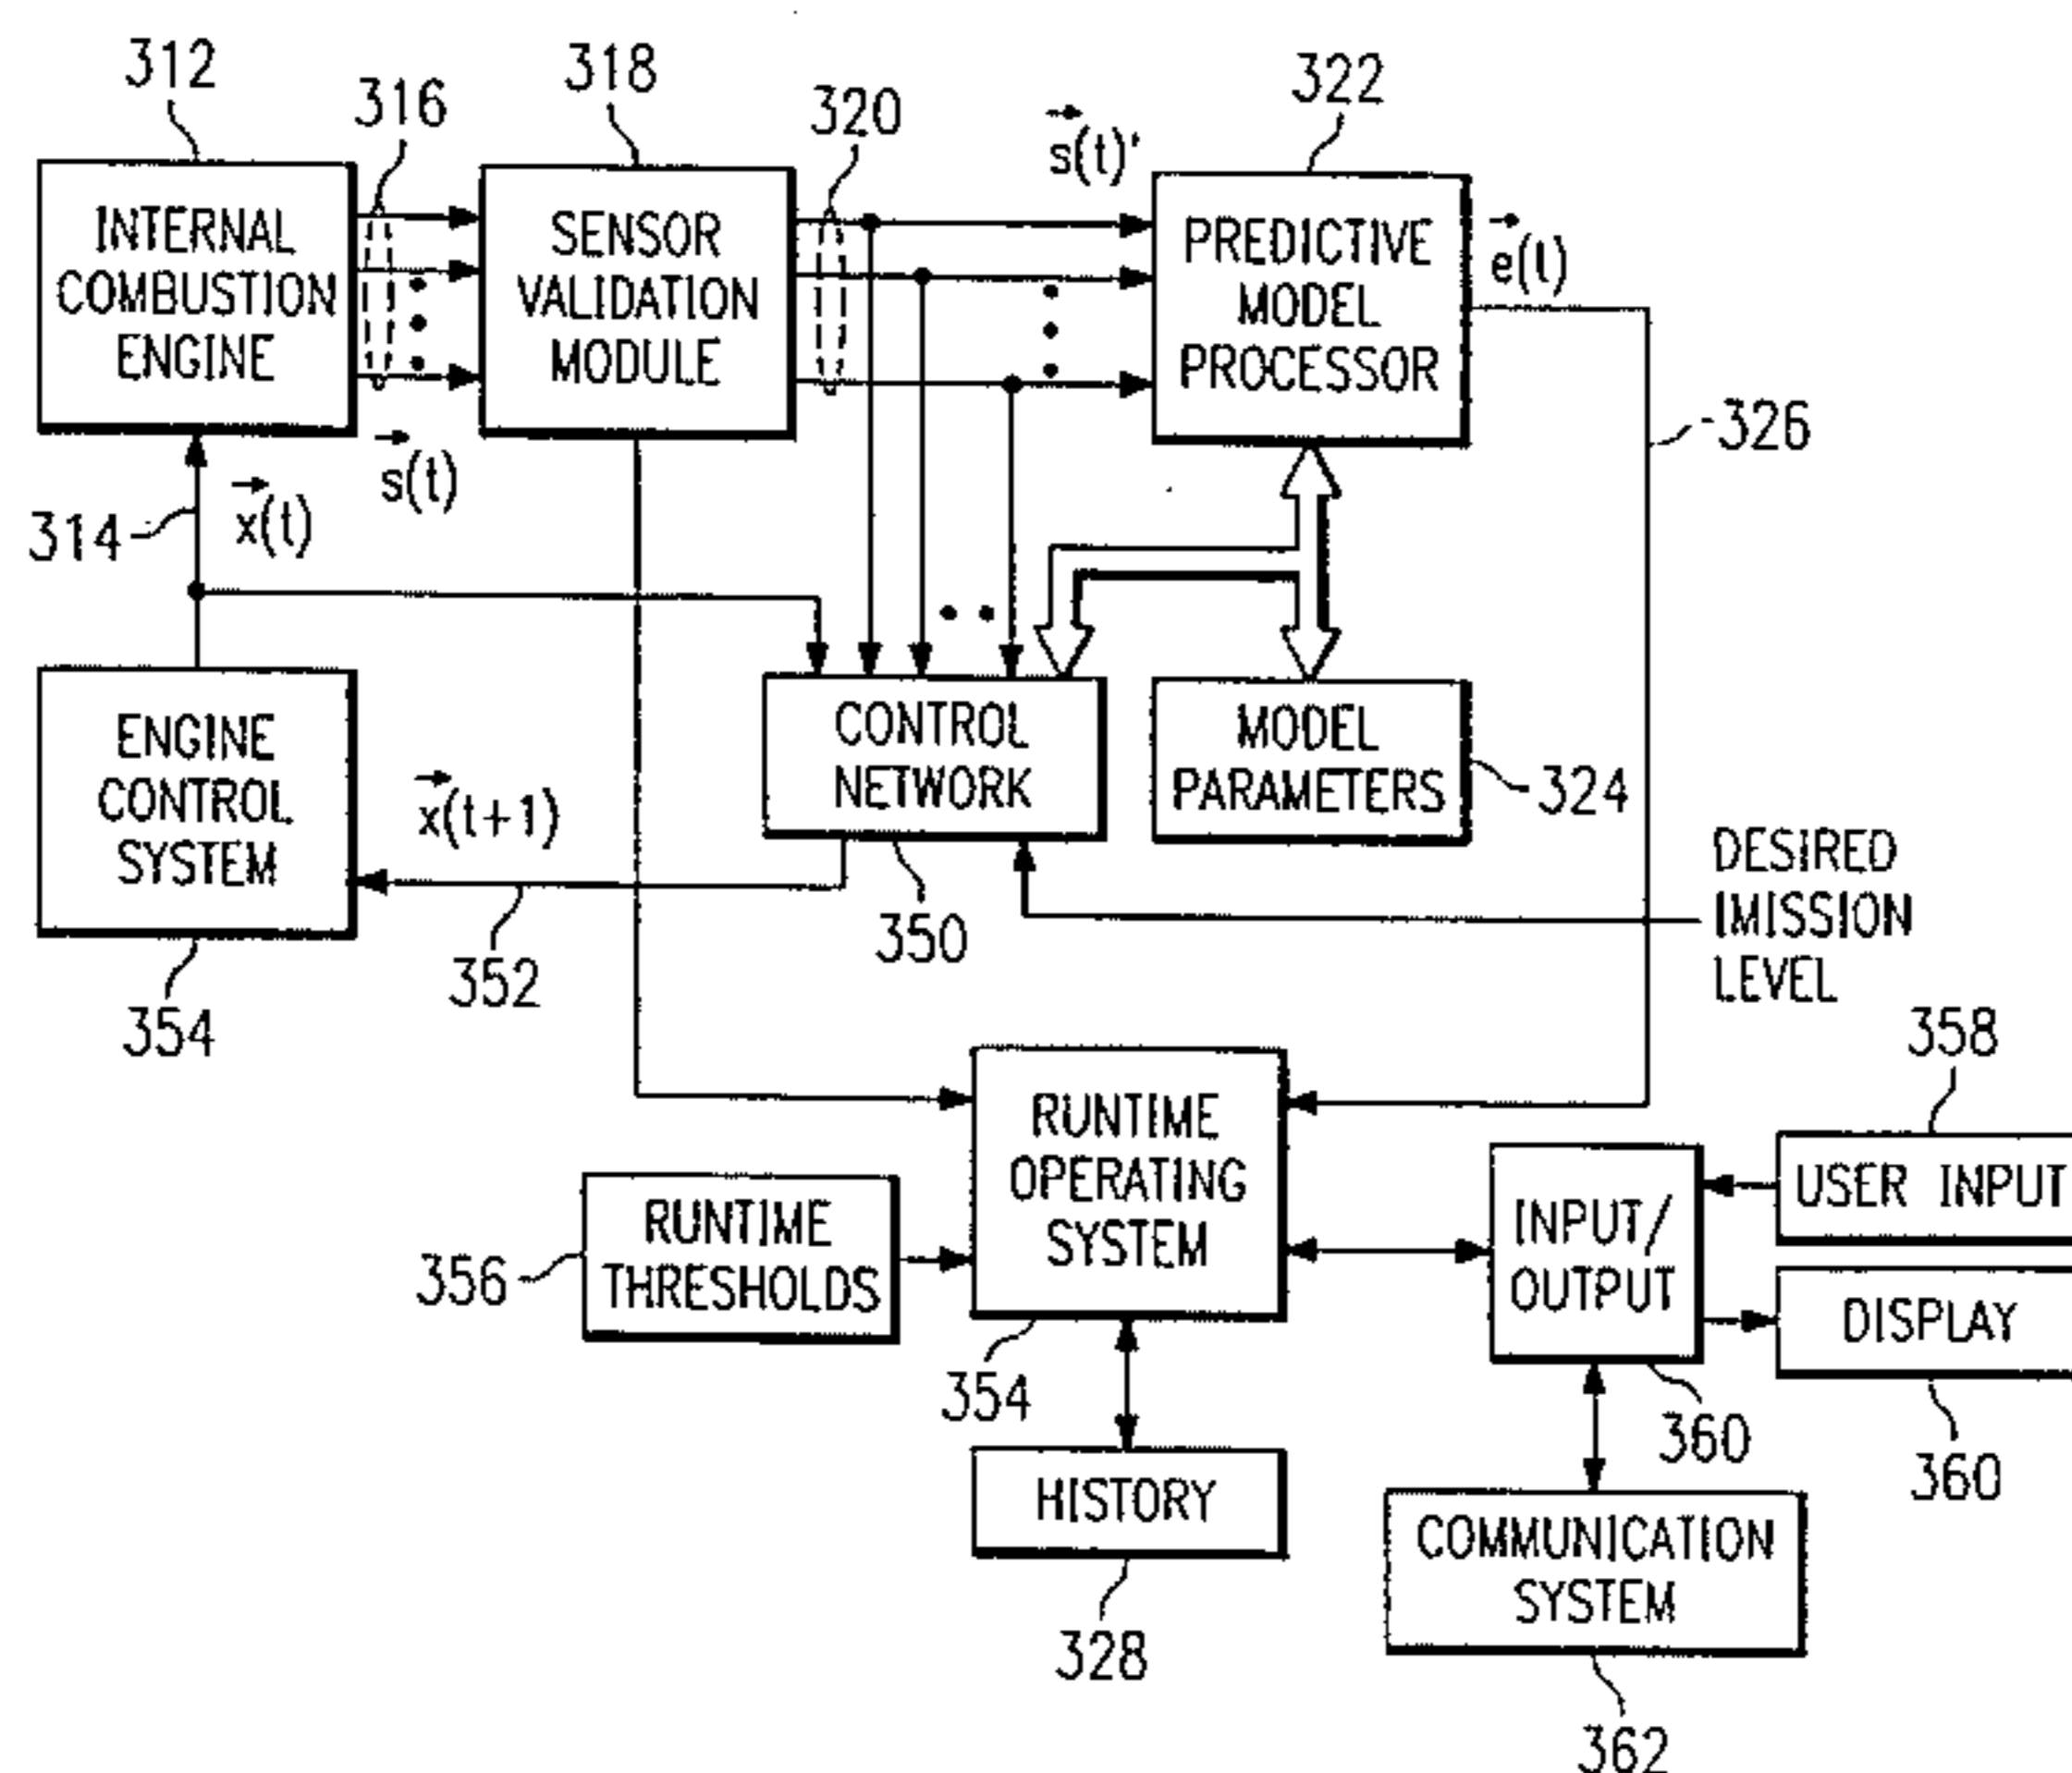 312
316
318
320
s(t)'
322
INTERNAL
COMBUSTION
ENGINE
SENSOR
VALIDATION
MODULE
PREDICTIVE
MODEL
PROCESSOR
e(t)
326
314
x(t)
s(t)
ENGINE
CONTROL
SYSTEM
x(t+1)
CONTROL
NETWORK
MODEL
PARAMETERS
324
DESIRED
IMISSION
LEVEL
354
352
350
358
RUNTIME
OPERATING
SYSTEM
RUNTIME
THRESHOLDS
356
INPUT/
OUTPUT
USER INPUT
DISPLAY
354
360
360
HISTORY
328
COMMUNICATION
SYSTEM
362